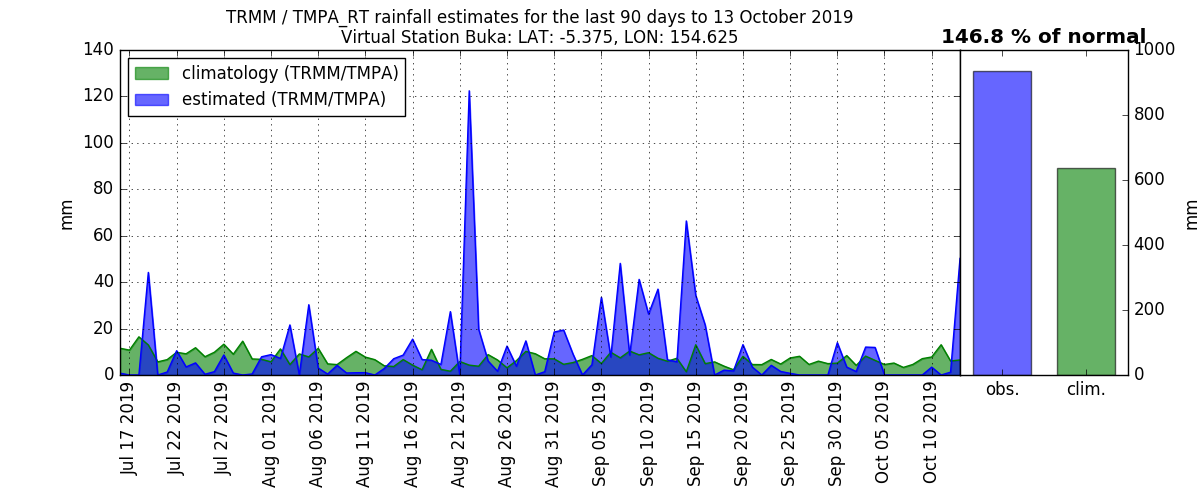 TRMM / TMPA_RT rainfall estimates for the last 90 days to 13 October 2019
Virtual Station Buka: LAT: -5.375, LON: 154.625
146.8 % of normal
climatology (TRMM/TMPA)
estimated (TRMM/TMPA)
mm
140
120
100
80
60
40
20
0
Jul 17 2019
Jul 22 2019
Jul 27 2019
Aug 01 2019
Aug 06 2019
Aug 11 2019
Aug 16 2019
Aug 21 2019
Aug 26 2019
Aug 31 2019
Sep 05 2019
Sep 10 2019
Sep 15 2019
Sep 20 2019
Sep 25 2019
Sep 30 2019
Oct 05 2019
Oct 10 2019
obs.
clim.
1000
800
600
400
200
0
mm